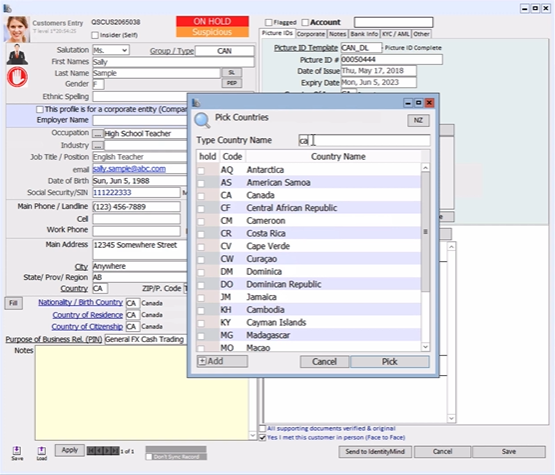 Customers Entry QSCUS2065038 ON HOLD Flagged Account
T level 1*20:54:25 Insider (Self) Suspicious
Picture IDs Corporate Notes Bank Info KYC / AML Other
Salutation Ms. Group / Type CAN
Picture ID Template CAN_DL - Picture ID Complete
First Names Sally
Picture ID # 00050444
Last Name Sample SL
Date of Issue Thu, May 17, 2018
Gender F PEP
Expiry Date Mon, Jun 5, 2023
Ethnic Spelling
This profile for is a corporate entity (Compa
Employer Name
Occupation ... High School Teacher
Industry ...
Job Title / Position English Teacher
email sally.sample@abc.com
Date of Birth Sun, Jun 5, 1988
Social Security/SIN 111222333
Main Phone / Landline (123) 456-7889
Cell
Work Phone
Main Address 12345 Somewhere Street
City Anywhere
State/ Prov/ Region AB
Country CA ZIP/P. Code
Fill Nationality / Birth Country CA Canada
Country of Residence CA Canada
Country of Citizenship CA Canada
Purpose of Business Rel. (PIN) General FX Cash Trading
Notes
Pick Countries NZ
Type Country Name ca
hold Code Country Name
AQ Antarctica
AS American Samoa
CA Canada
CF Central African Republic
CM Cameroon
CR Costa Rica
CV Cape Verde
CW Curaçao
DM Dominica
DO Dominican Republic
JM Jamaica
KH Cambodia
KY Cayman Islands
MG Madagascar
MO Macao
Add Cancel Pick
All supporting documents verified & original
Yes I met this customer in person (Face to Face)
Save Load Apply 1 of 1 Don't Sync Record! Send to IdentityMind Cancel Save